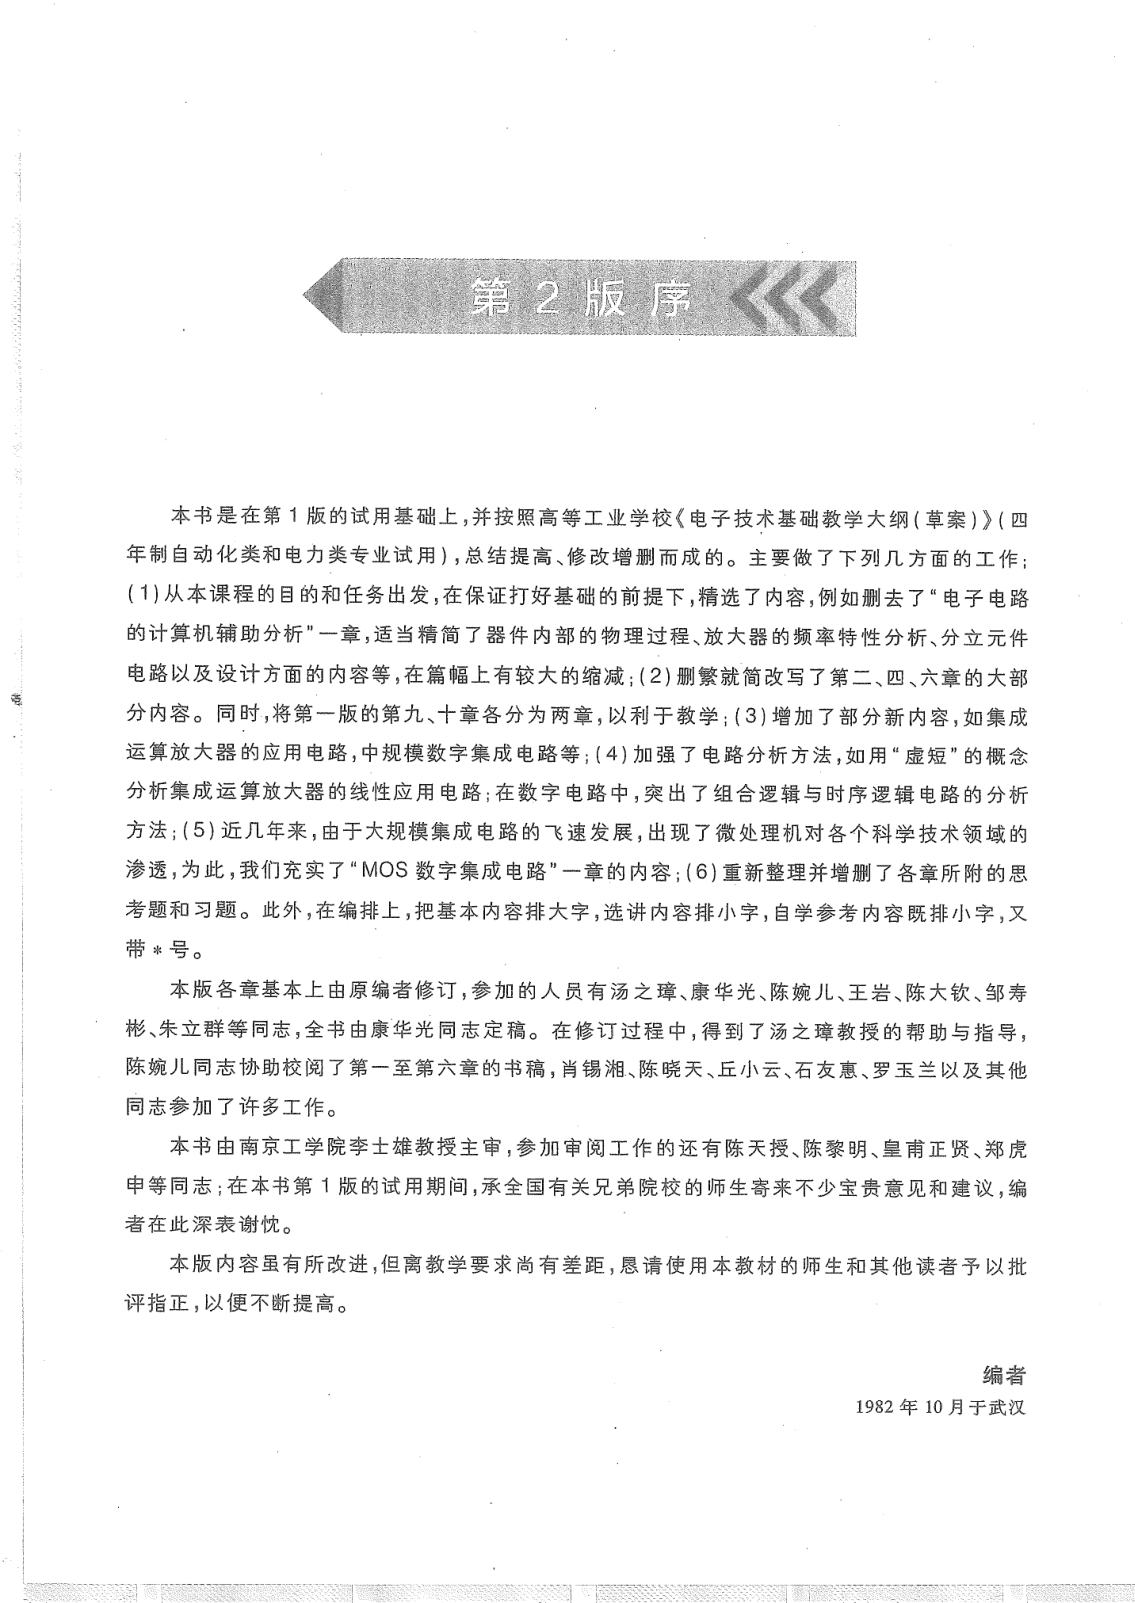 第2版序
本书是在第1版的试用基础上,并按照高等工业学校《电子技术基础教学大纲(草案)》(四
年制自动化类和电力类专业试用),总结提高、修改增删而成的。主要做了下列几方面的工作:
(1)从本课程的目的和任务出发,在保证打好基础的前提下,精选了内容,例如删去了“电子电路
的计算机辅助分析”一章,适当精简了器件内部的物理过程、放大器的频率特性分析、分立元件
电路以及设计方面的内容等,在篇幅上有较大的缩减;(2)删繁就简改写了第二、四、六章的大部
分内容。同时,将第一版的第九、十章各分为两章,以利于教学;(3)增加了部分新内容,如集成
运算放大器的应用电路,中规模数字集成电路等;(4)加强了电路分析方法,如用“虚短”的概念
分析集成运算放大器的线性应用电路;在数字电路中,突出了组合逻辑与时序逻辑电路的分析
方法;(5)近几年来,由于大规模集成电路的飞速发展,出现了微处理机对各个科学技术领域的
渗透,为此,我们充实了“MOS数字集成电路”一章的内容;(6)重新整理并增删了各章所附的思
考题和习题。此外,在编排上,把基本内容排大字,选讲内容排小字,自学参考内容既排小字,又
带*号。
本版各章基本上由原编者修订,参加的人员有汤之璋、康华光、陈婉儿、王岩、陈大钦、邹寿
彬、朱立群等同志,全书由康华光同志定稿。在修订过程中,得到了汤之璋教授的帮助与指导,
陈婉儿同志协助校阅了第一至第六章的书稿,肖锡湘、陈晓天、丘小云、石友惠、罗玉兰以及其他
同志参加了许多工作。
本书由南京工学院李士雄教授主审,参加审阅工作的还有陈天授、陈黎明、皇甫正贤、郑虎
申等同志;在本书第1版的试用期间,承全国有关兄弟院校的师生寄来不少宝贵意见和建议,编
者在此深表谢忱。
本版内容虽有所改进,但离教学要求尚有差距,恳请使用本教材的师生和其他读者予以批
评指正,以便不断提高。
编者
1982年10月于武汉